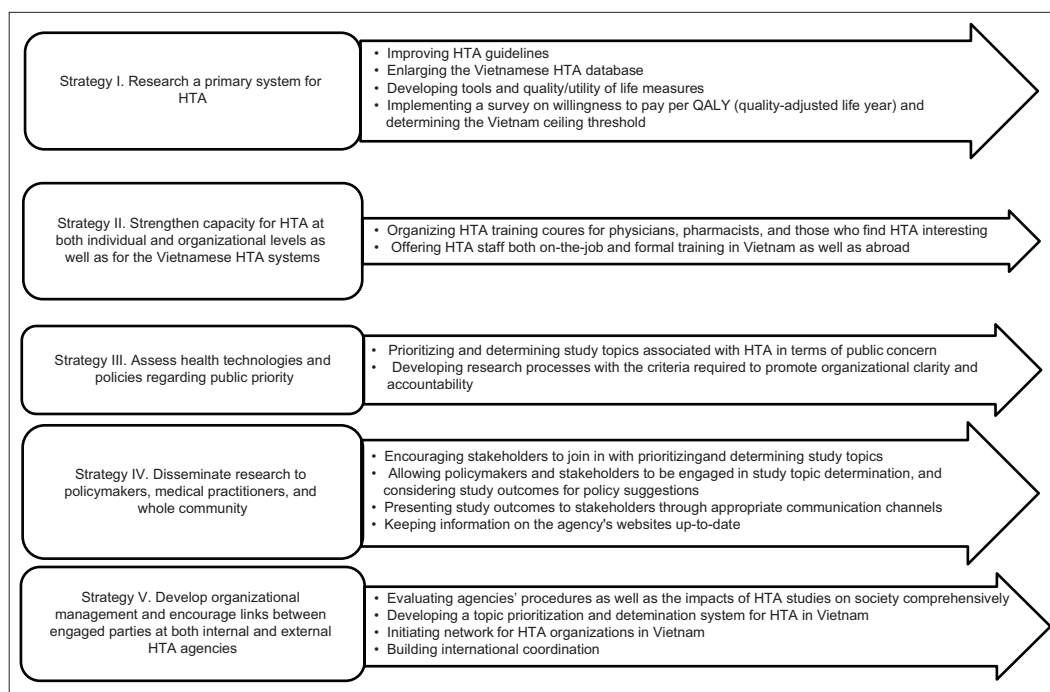 Strategy I. Research a primary system for
HTA
• Improving HTA guidelines
• Enlarging the Vietnamese HTA database
• Developing tools and quality/utility of life measures
• Implementing a survey on willingness to pay per QALY (quality-adjusted life year) and
determining the Vietnam ceiling threshold
Strategy II. Strengthen capacity for HTA at
both individual and organizational levels as
well as for the Vietnamese HTA systems
• Organizing HTA training coures for physicians, pharmacists, and those who find HTA interesting
• Offering HTA staff both on-the-job and formal training in Vietnam as well as abroad
Strategy III. Assess health technologies and
policies regarding public priority
• Prioritizing and determining study topics associated with HTA in terms of public concern
• Developing research processes with the criteria required to promote organizational clarity and
accountability
Strategy IV. Disseminate research to
policymakers, medical practitioners, and
whole community
• Encouraging stakeholders to join in with prioritizingand determining study topics
• Allowing policymakers and stakeholders to be engaged in study topic determination, and
considering study outcomes for policy suggestions
• Presenting study outcomes to stakeholders through appropriate communication channels
• Keeping information on the agency's websites up-to-date
Strategy V. Develop organizational
management and encourage links between
engaged parties at both internal and external
HTA agencies
• Evaluating agencies' procedures as well as the impacts of HTA studies on society comprehensively
• Developing a topic prioritization and detemination system for HTA in Vietnam
• Initiating network for HTA organizations in Vietnam
• Building international coordination